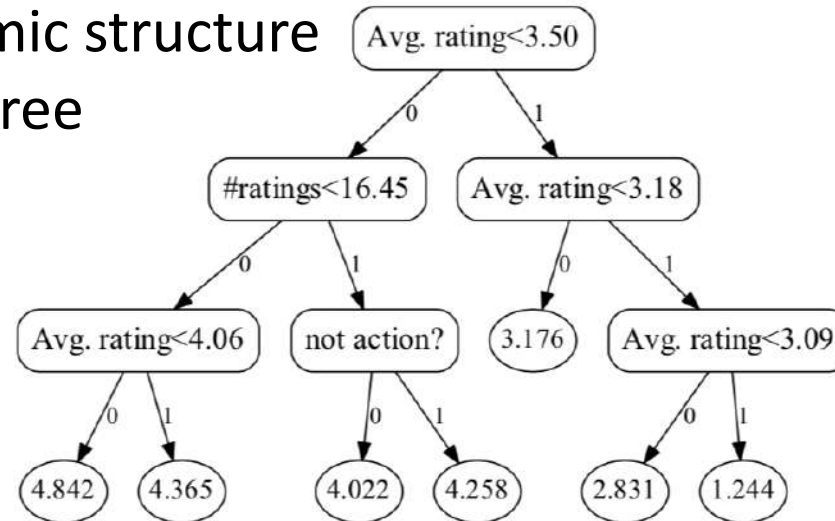 mic structure
ree
Avg. rating<3.50
0 1
#ratings<16.45 Avg. rating<3.18
0 1 0 1
Avg. rating<4.06 not action? 3.176 Avg. rating<3.09
0 1 0 1 0 1
4.842 4.365 4.022 4.258 2.831 1.244